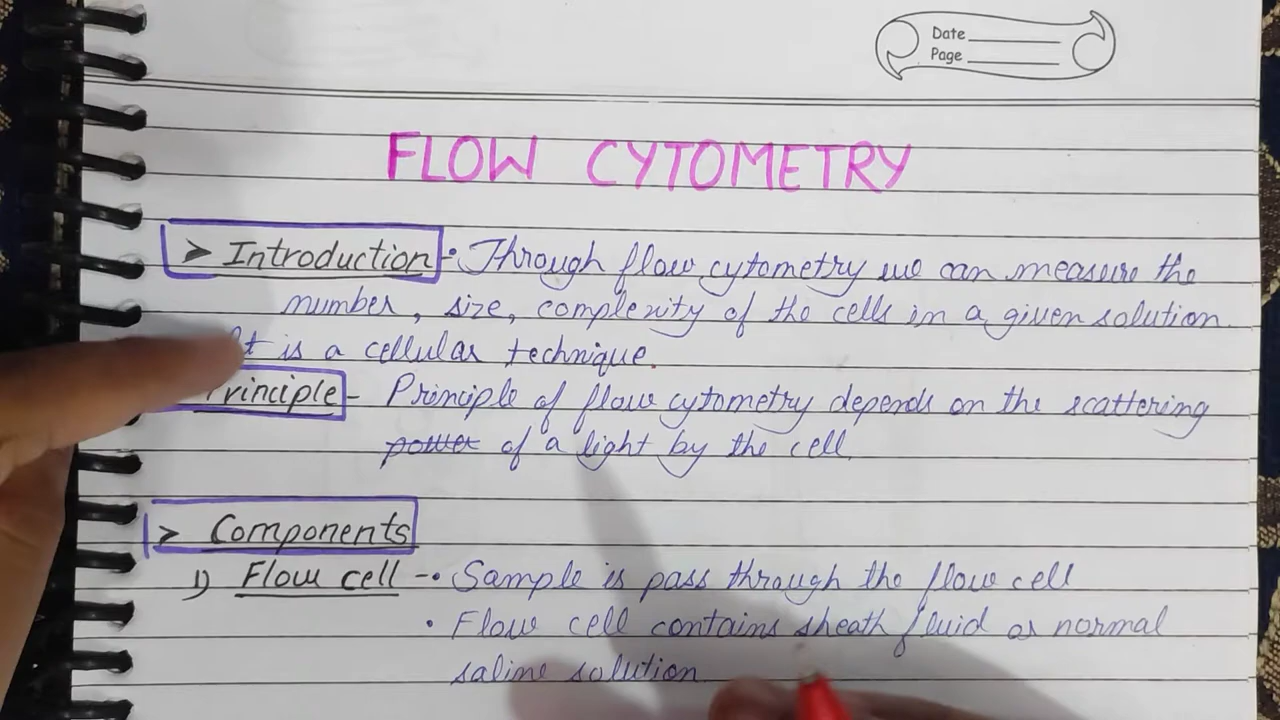 Date
Page
FLOW CYTOMETRY
➤ Introduction - • Through flow cytometry we can measure the
number, size, complexity of the cells in a given solution.
It is a cellular technique.
Principle - Principle of flow cytometry depends on the scattering
power of a light by the cell
➤ Components
1) Flow cell - • Sample is pass through the flow cell
• Flow cell contains sheath fluid or normal
saline solution